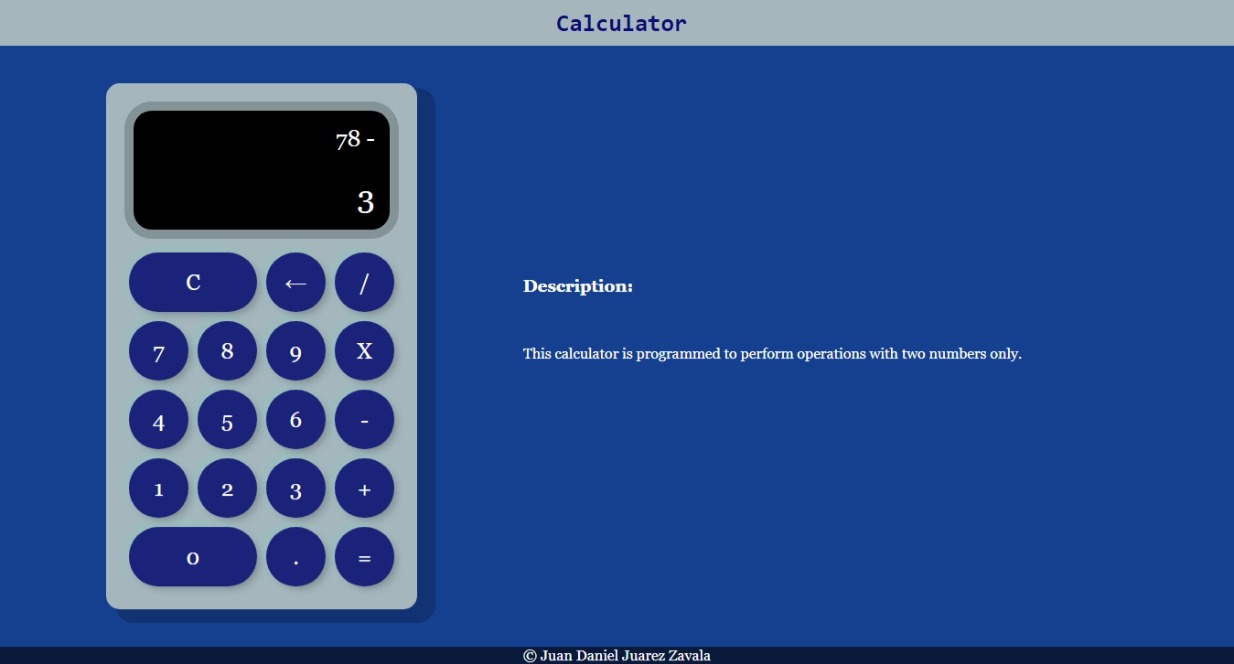 Calculator
78 -
3
C ← /
7 8 9 X
4 5 6 -
1 2 3 +
0 . =
Description:
This calculator is programmed to perform operations with two numbers only.
© Juan Daniel Juarez Zavala